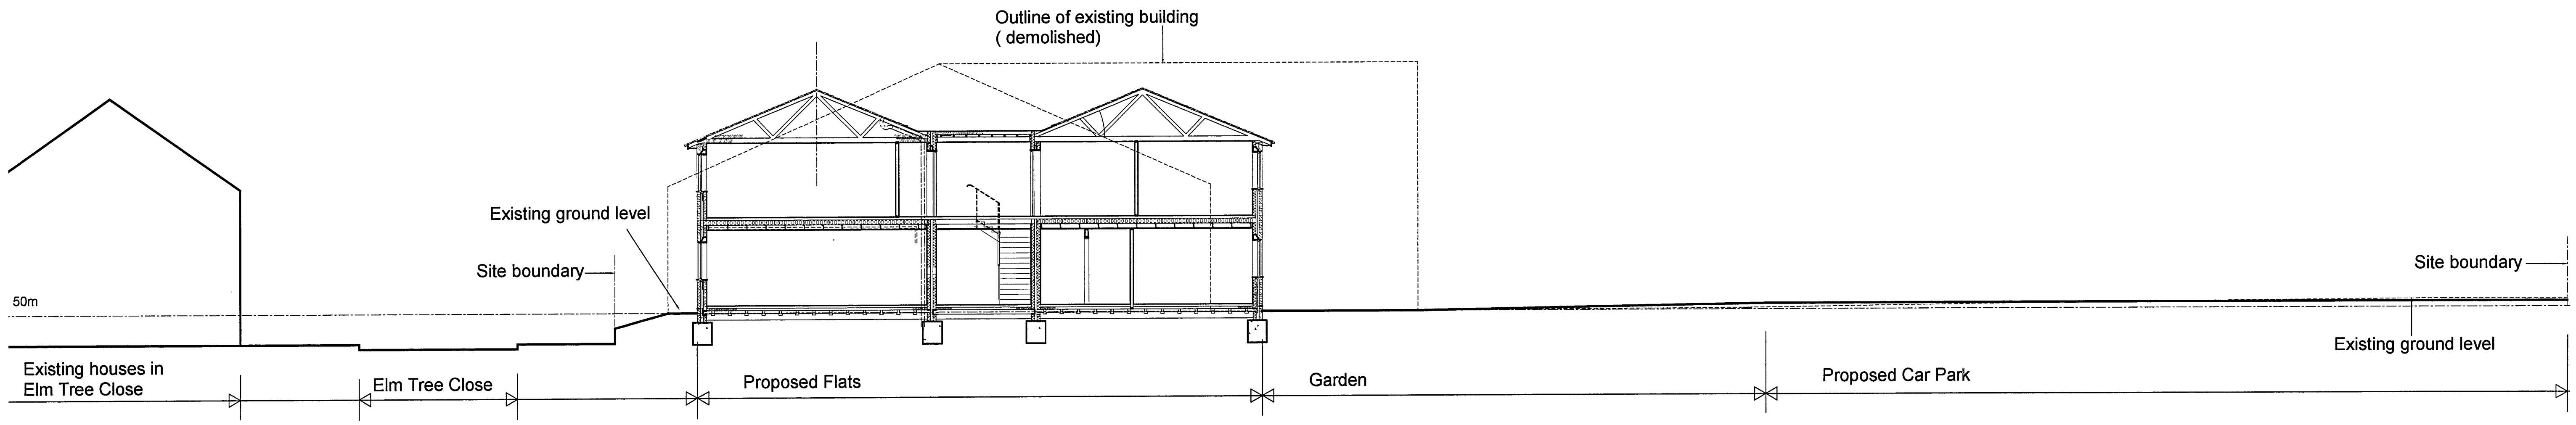 Outline of existing building
( demolished)
Existing ground level
Site boundary
Site boundary
50m
Existing ground level
Existing houses in
Elm Tree Close
Elm Tree Close
Proposed Flats
Garden
Proposed Car Park